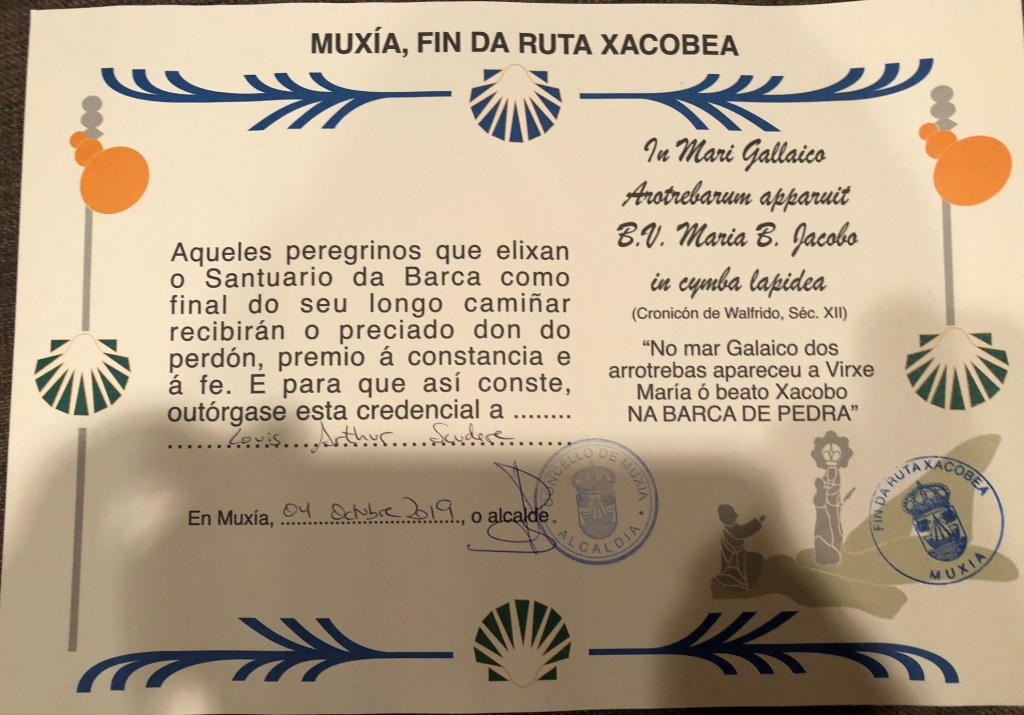 MUXÍA, FIN DA RUTA XACOBEA
Aqueles peregrinos que elixan
o Santuario da Barca como
final do seu longo camiñar
recibirán o preciado don do
perdón, premio á constancia e
á fe. E para que así conste,
outórgase esta credencial a ........
Louis Arthur Scudere
En Muxía, 04 Octubre 2019, o alcalde
CONCELLO DE MUXIA
ALCALDIA
In Mari Gallaico
Arotrebarum apparuit
B.V. Maria B. Jacobo
in cymba lapidea
(Cronicón de Walfrido, Séc. XII)
“No mar Galaico dos
arrotrebas apareceu a Virxe
María ó beato Xacobo
NA BARCA DE PEDRA”
FIN DA RUTA XACOBEA
MUXIA